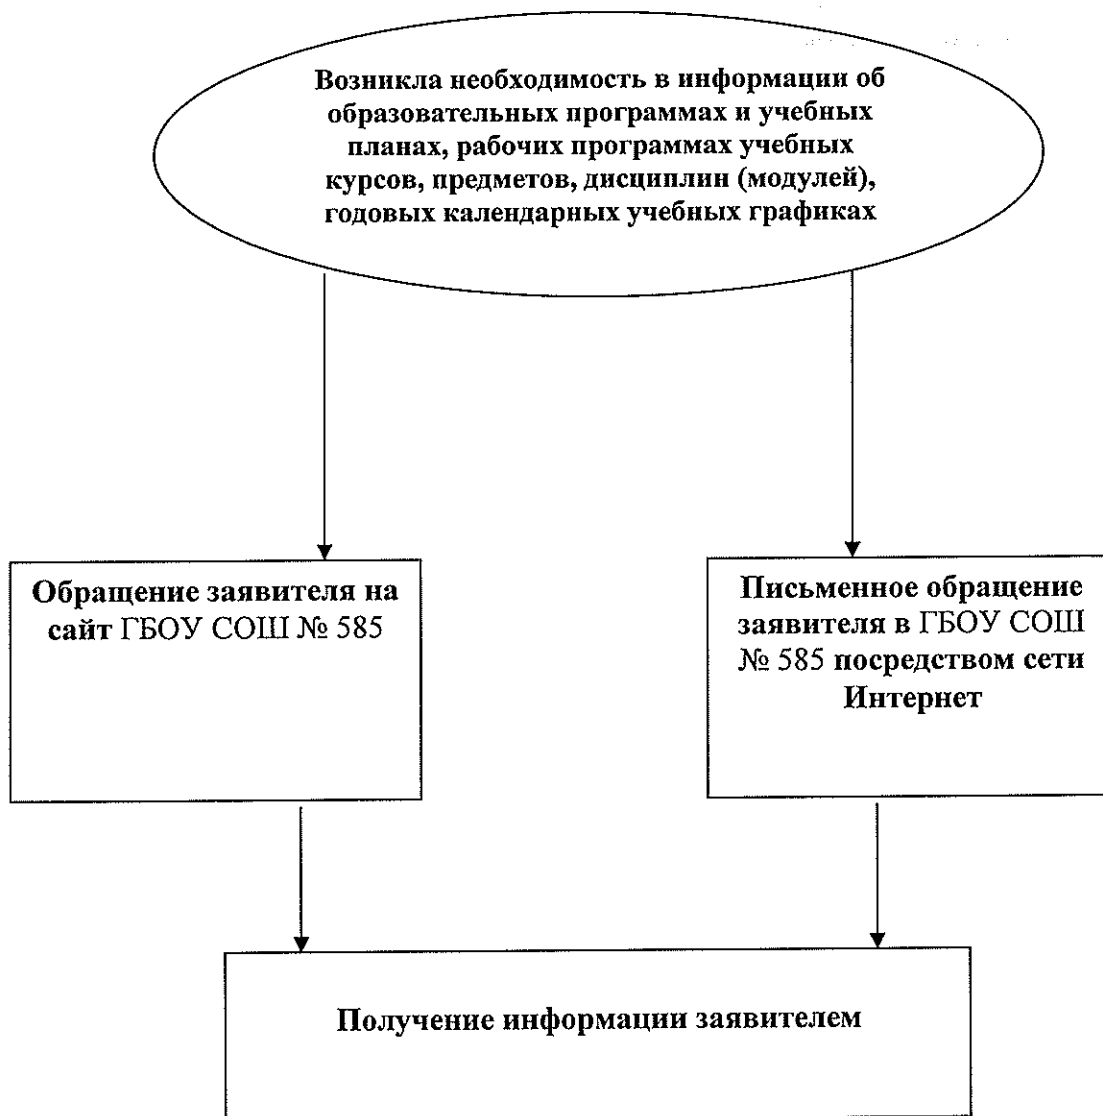 Возникла необходимость в информации об
образовательных программах и учебных
планах, рабочих программах учебных
курсов, предметов, дисциплин (модулей),
годовых календарных учебных графиках
Обращение заявителя на
сайт ГБОУ СОШ № 585
Письменное обращение
заявителя в ГБОУ СОШ
№ 585 посредством сети
Интернет
Получение информации заявителем